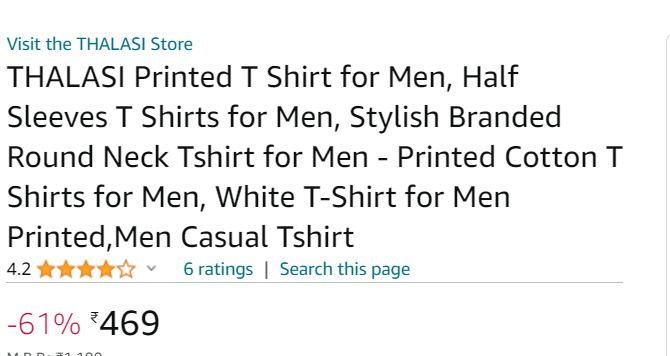 Visit the THALASI Store
THALASI Printed T Shirt for Men, Half
Sleeves T Shirts for Men, Stylish Branded
Round Neck Tshirt for Men - Printed Cotton T
Shirts for Men, White T-Shirt for Men
Printed,Men Casual Tshirt
4.2 6 ratings | Search this page
-61% ₹469